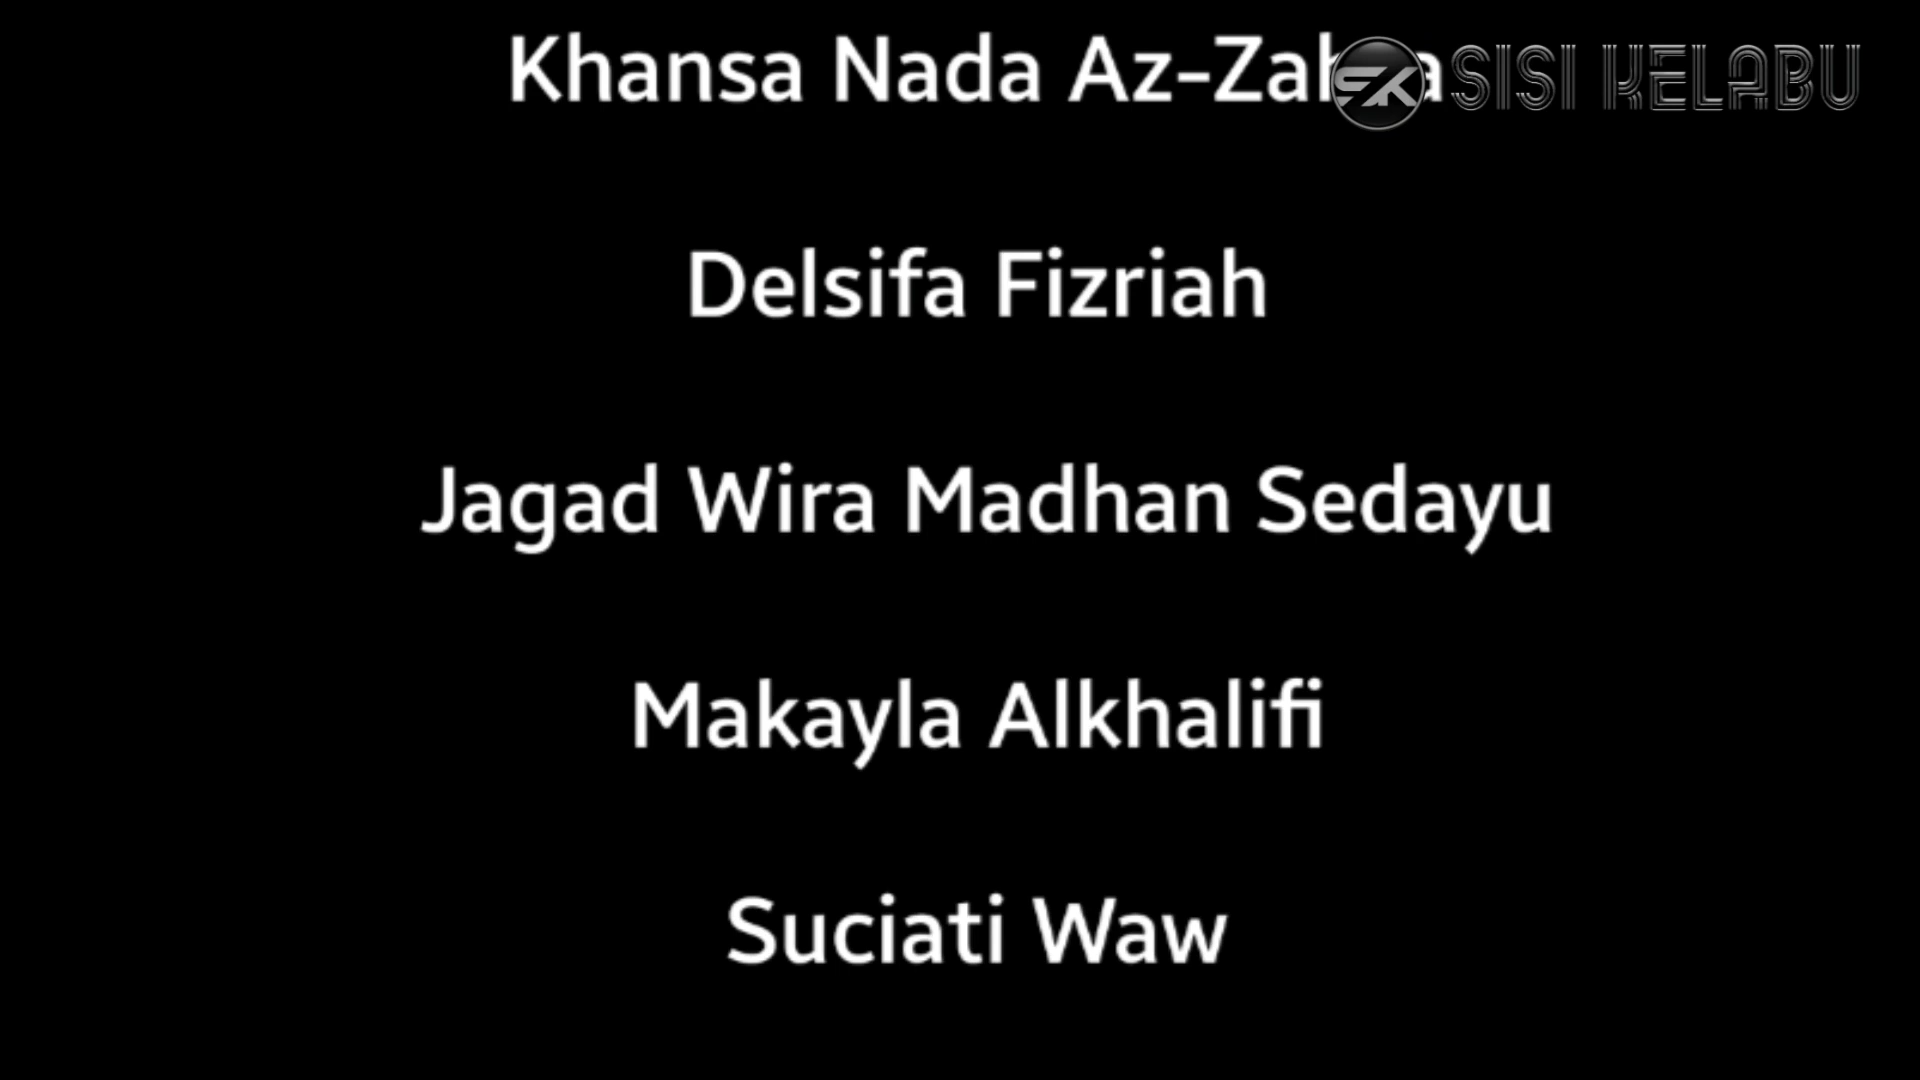 Khansa Nada SISI KELABU
Delsifa Fizriah
Jagad Wira Madhan Sedayu
Makayla Alkhalifi
Suciati Waw